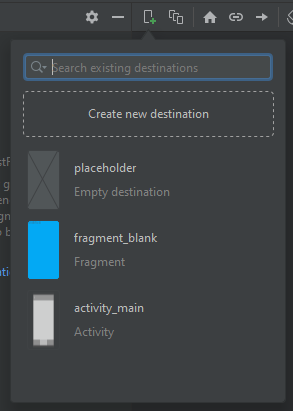 Search existing destinations
Create new destination
placeholder
Empty destination
fragment_blank
Fragment
activity_main
Activity